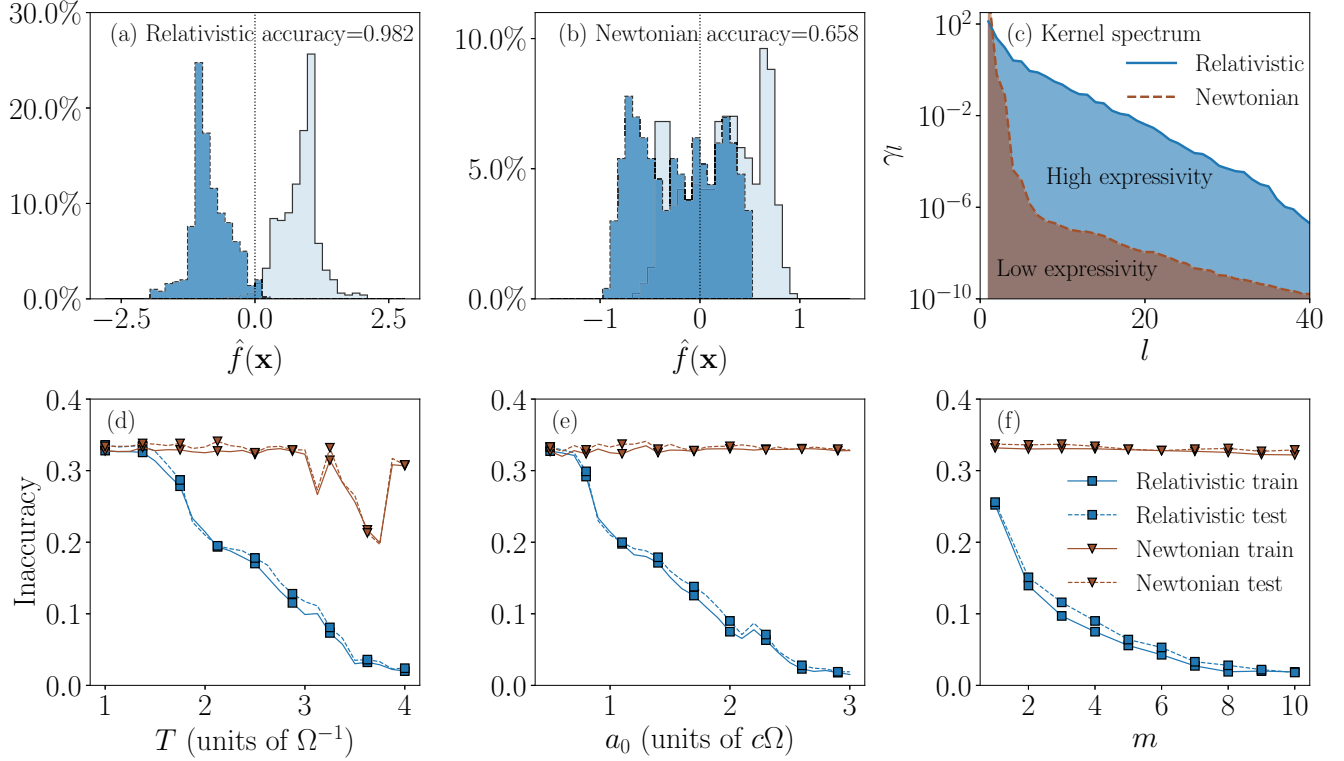 30.0%
20.0%
10.0%
0.0%
(a) Relativistic accuracy=0.982
−2.5
0.0
2.5
f̂(x)
10.0%
5.0%
0.0%
(b) Newtonian accuracy=0.658
−1
0
1
f̂(x)
10²
10⁻²
10⁻⁶
10⁻¹⁰
γₗ
(c) Kernel spectrum
Relativistic
Newtonian
High expressivity
Low expressivity
0
20
40
l
Inaccuracy
0.4
0.3
0.2
0.1
0.0
(d)
1
2
3
4
T (units of Ω⁻¹)
0.4
0.3
0.2
0.1
0.0
(e)
1
2
3
a₀ (units of cΩ)
0.4
0.3
0.2
0.1
0.0
(f)
Relativistic train
Relativistic test
Newtonian train
Newtonian test
2
4
6
8
10
m